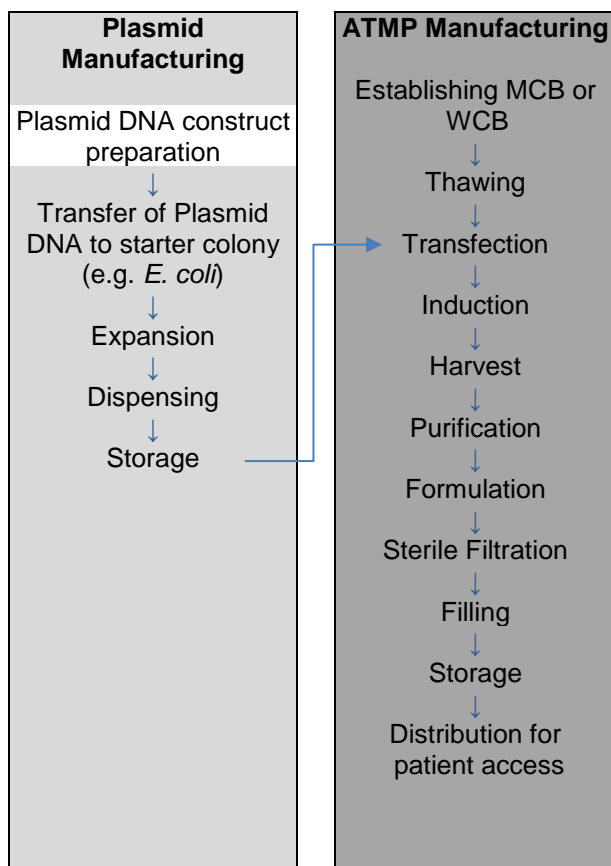 Plasmid
Manufacturing
Plasmid DNA construct
preparation
↓
Transfer of Plasmid
DNA to starter colony
(e.g. E. coli)
↓
Expansion
↓
Dispensing
↓
Storage
ATMP Manufacturing
Establishing MCB or
WCB
↓
Thawing
↓
Transfection
↓
Induction
↓
Harvest
↓
Purification
↓
Formulation
↓
Sterile Filtration
↓
Filling
↓
Storage
↓
Distribution for
patient access